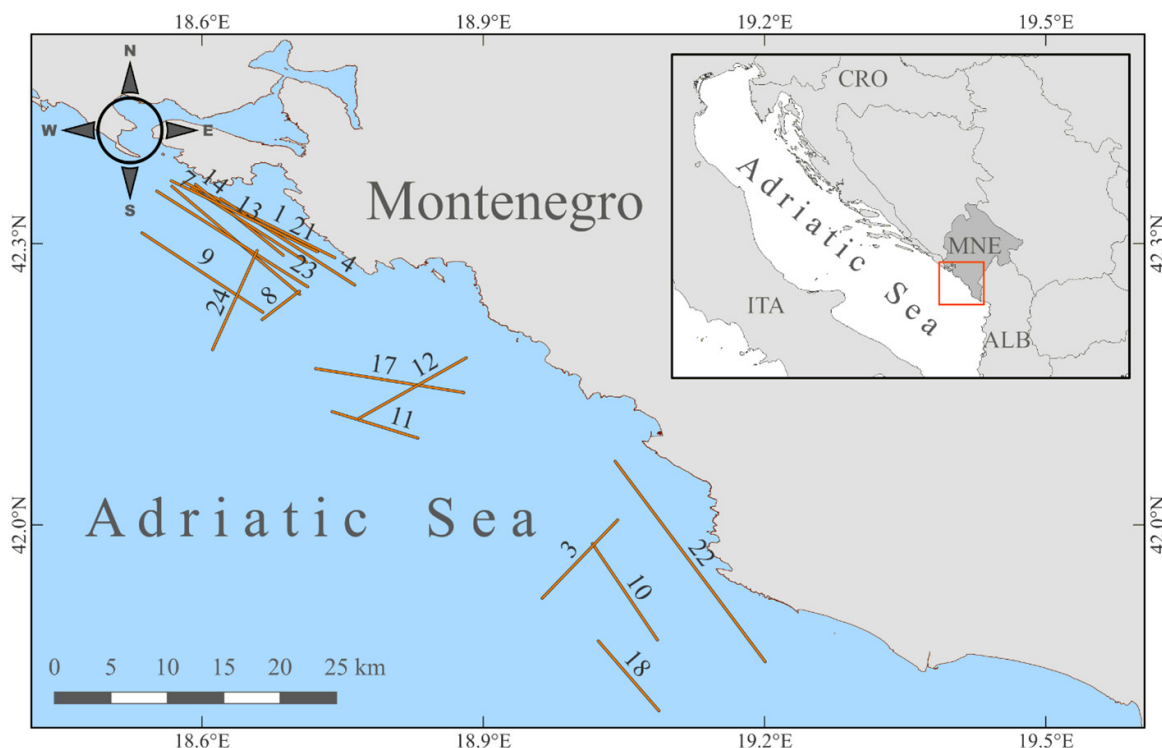 18.6°E 18.9°E 19.2°E 19.5°E
N
W E
S
CRO
Adriatic Sea
MNE
ITA
ALB
Montenegro
42.3°N 42.3°N
7 14
13 1 21
23 4
9
24 8
17 12
11
Adriatic Sea
42.0°N 42.0°N
3 22
10
18
0 5 10 15 20 25 km
18.6°E 18.9°E 19.2°E 19.5°E